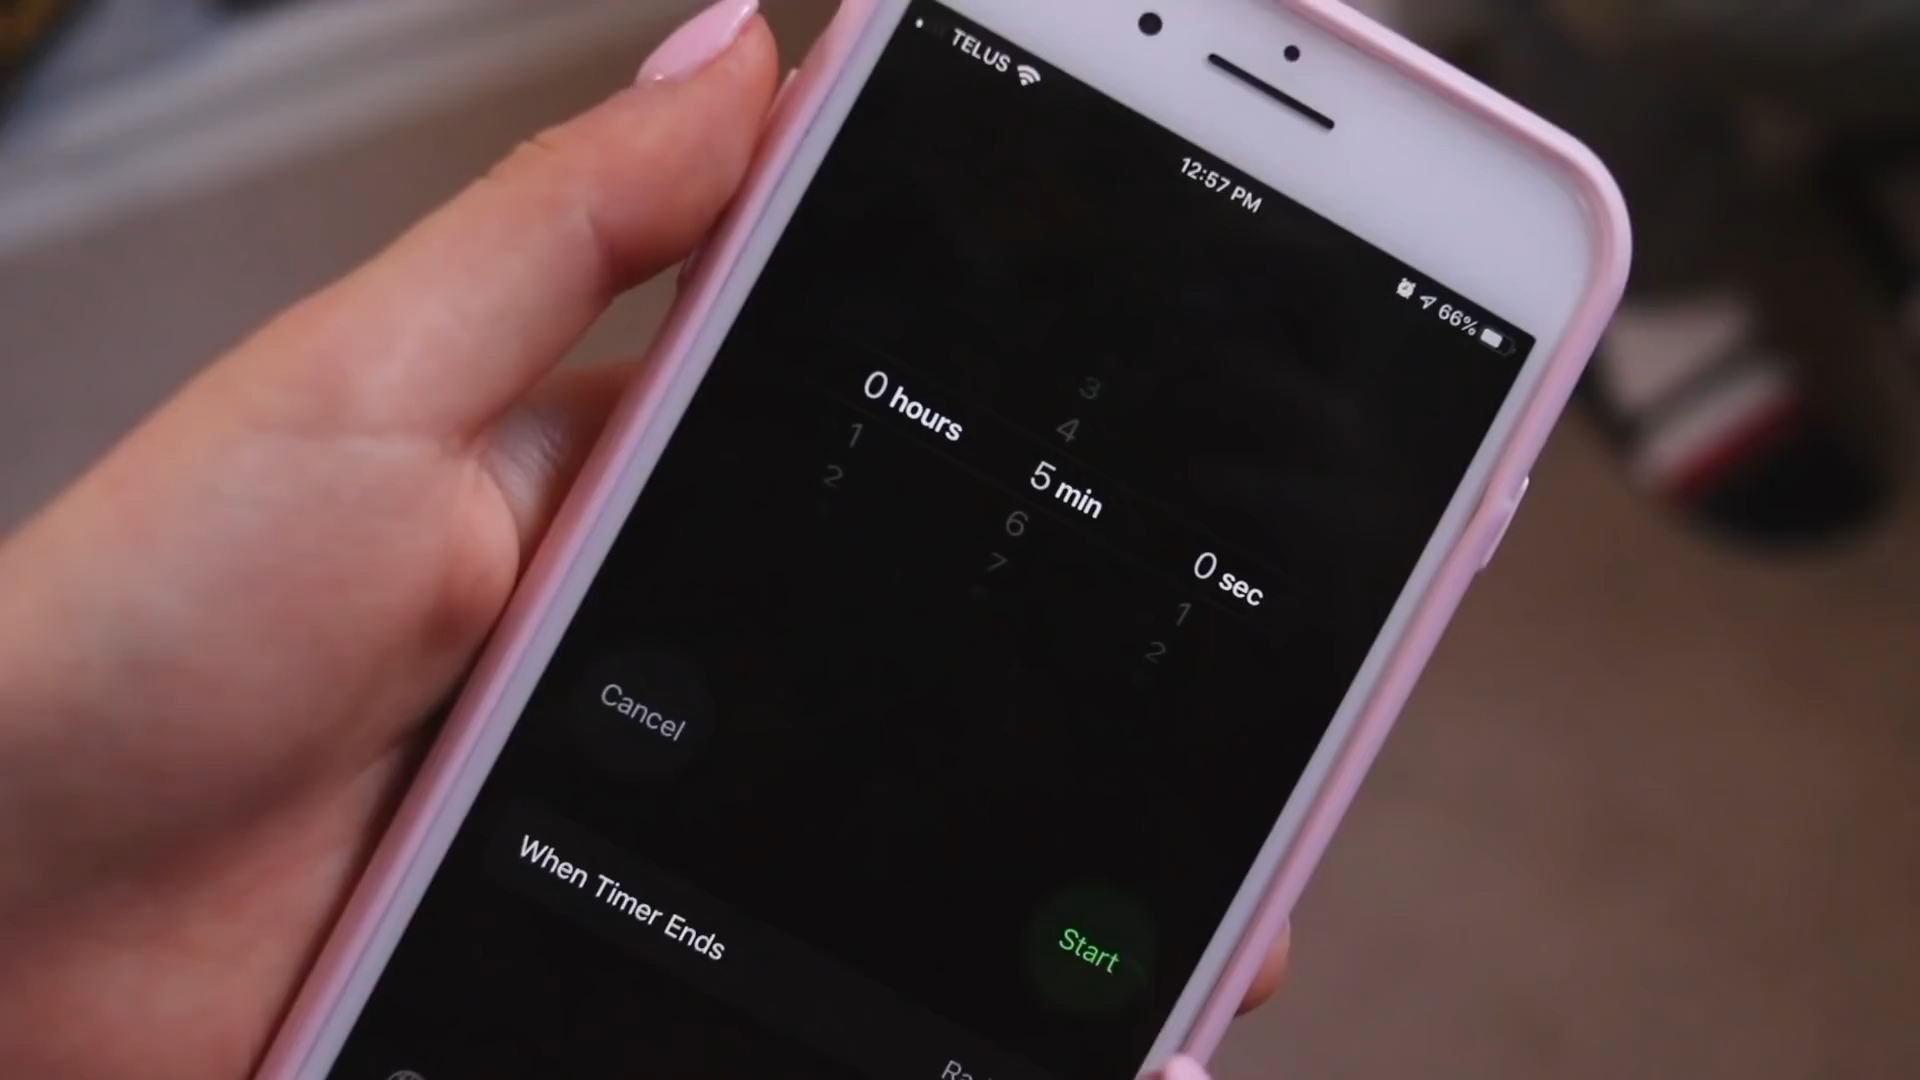 TELUS
12:57 PM
66%
3
4
0 hours 5 min 0 sec
1 6 1
2 7 2
Cancel Start
When Timer Ends